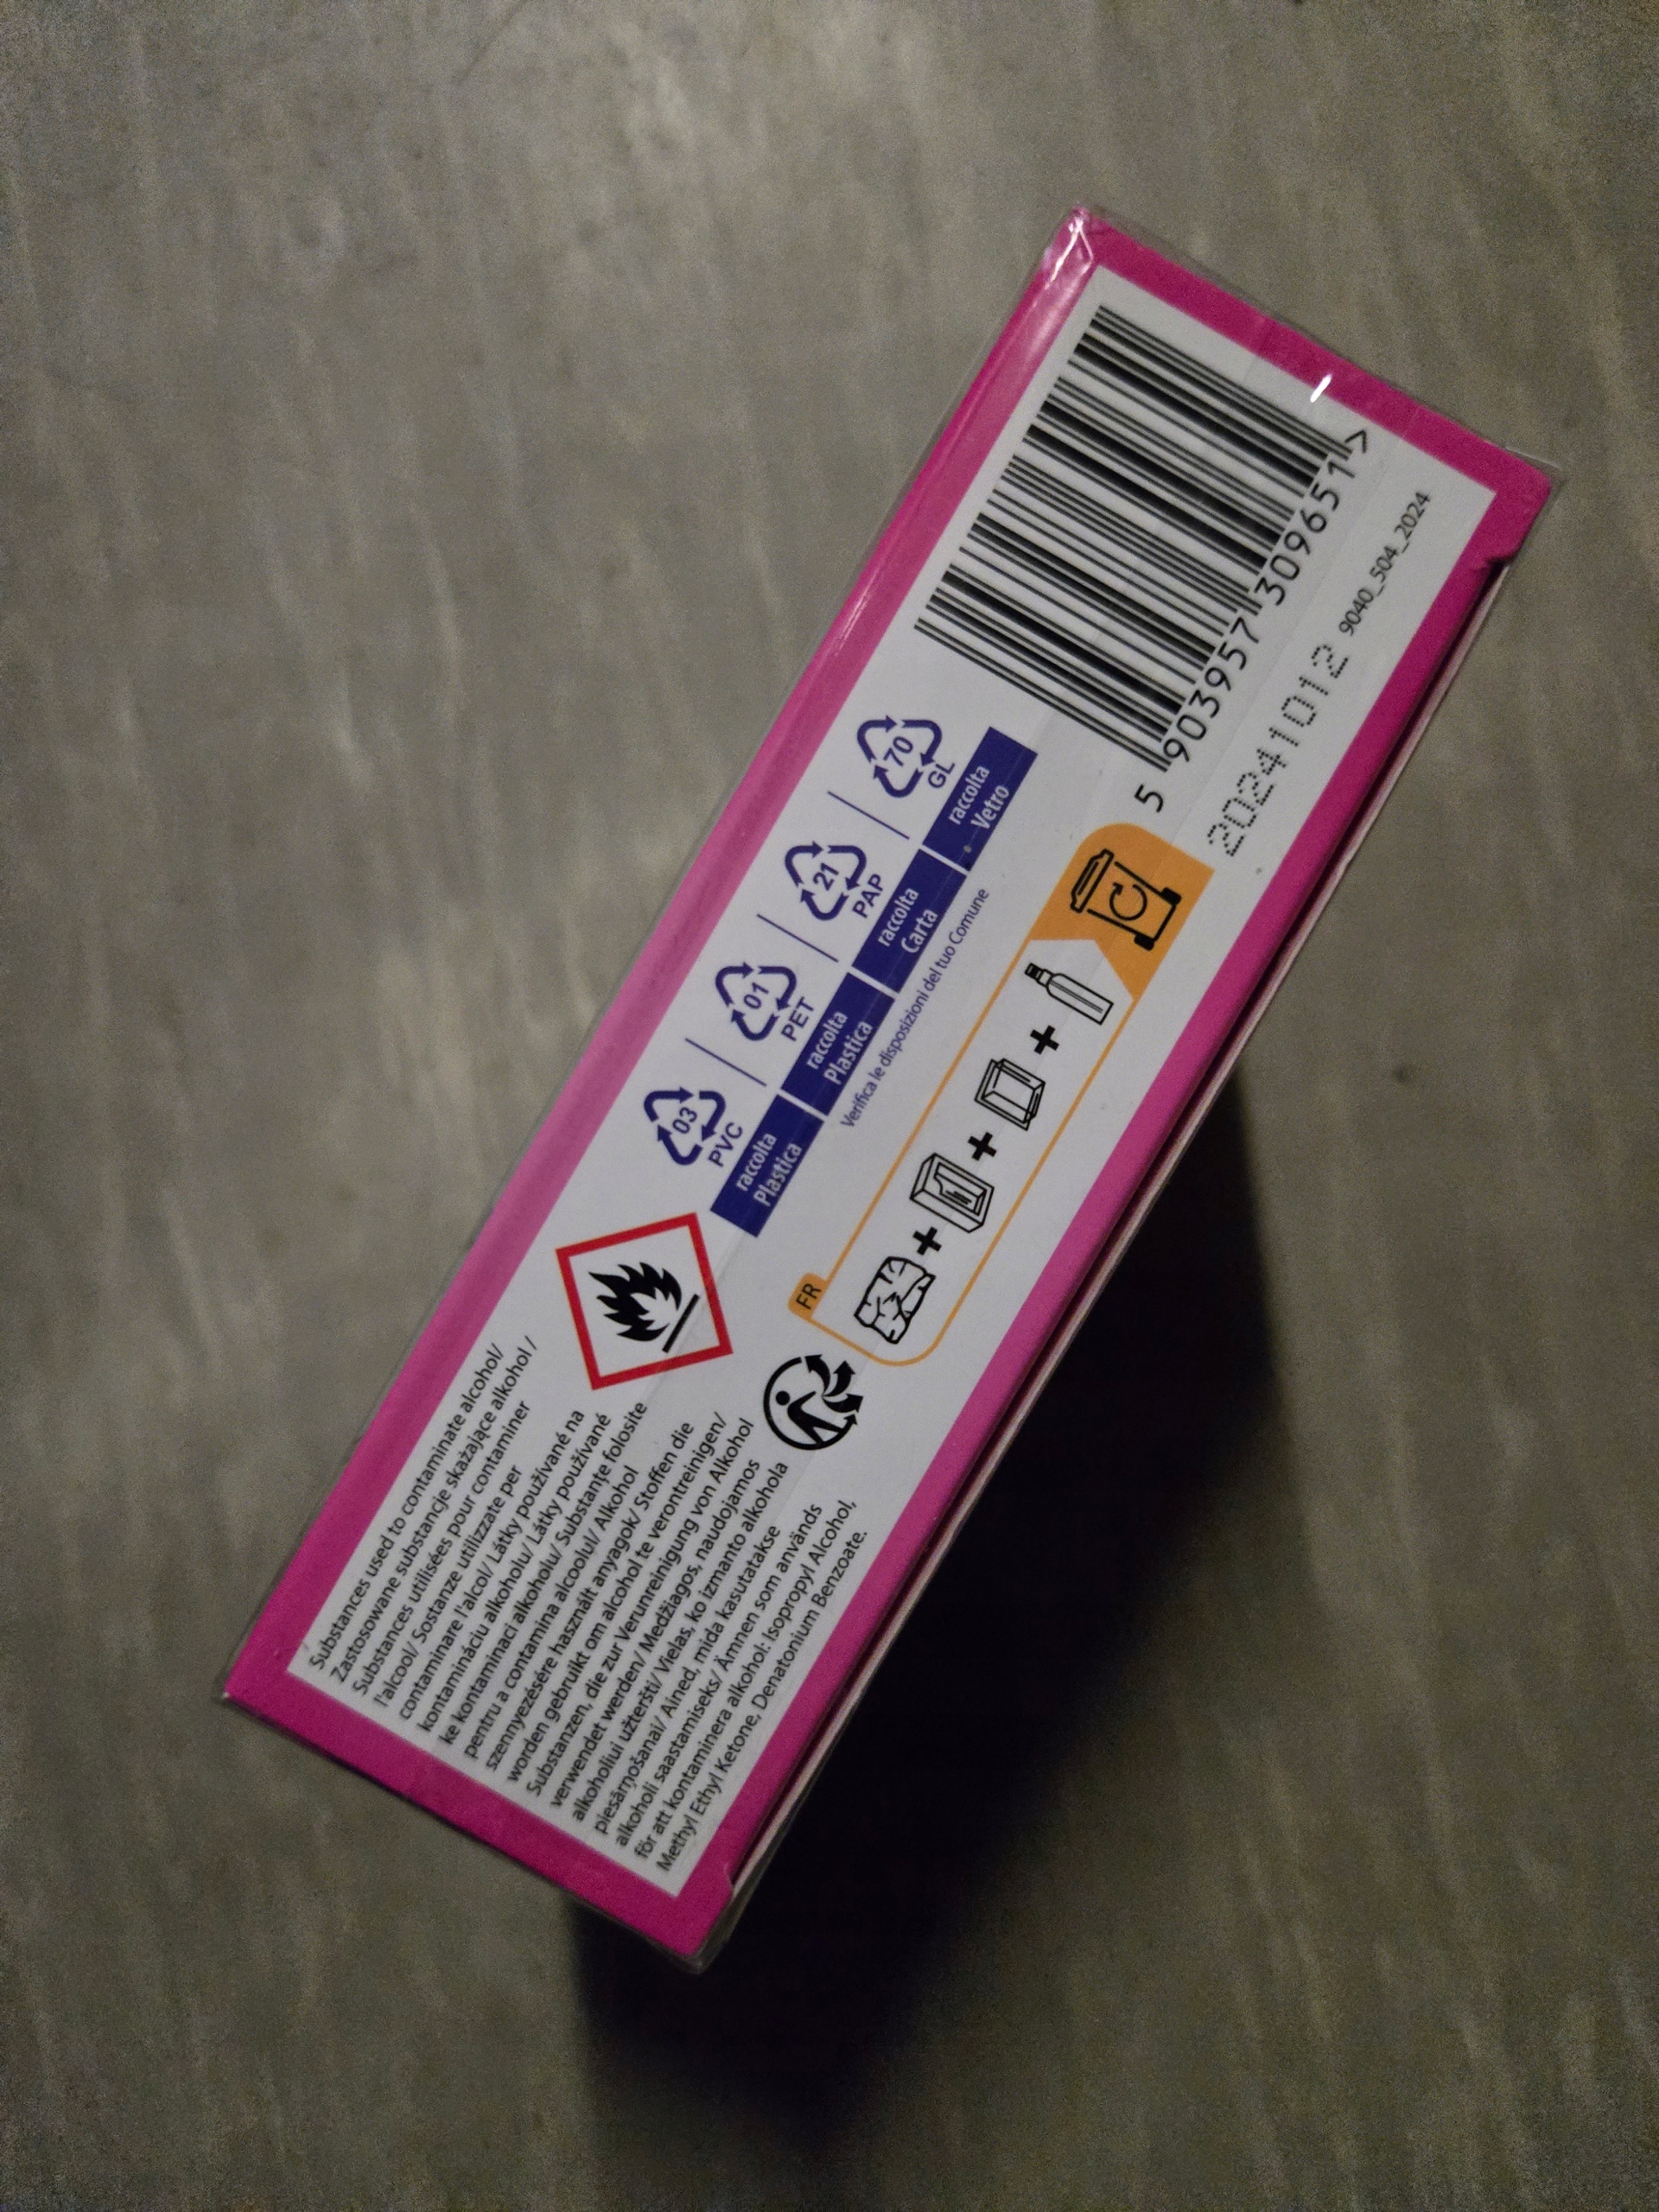 Substances used to contaminate alcohol/
Zastosowane substancje skażające alkohol /
Substances utilisées pour contaminer
l'alcool/ Sostanze utilizzate per
contaminare l'alcol/ Látky používané na
kontamináciu alkoholu/ Látky používané
ke kontaminaci alkoholu/ Substanțe folosite
pentru a contamina alcoolul/ Alkohol
szennyezésére használt anyagok/ Stoffen die
worden gebruikt om alcohol te verontreinigen/
Substanzen, die zur Verunreinigung von Alkohol
verwendet werden/ Medžiagos, naudojamos
alkoholiui užteršti/ Vielas, ko izmanto alkohola
piesārņošanai/ Ained, mida kasutatakse
alkoholi saastamiseks/ Ämnen som används
för att kontaminera alkohol: Isopropyl Alcohol,
Methyl Ethyl Ketone, Denatonium Benzoate.
03
PVC
raccolta
Plastica
01
PET
raccolta
Plastica
21
PAP
raccolta
Carta
70
GL
raccolta
Vetro
Verifica le disposizioni del tuo Comune
FR
5 903957 309651 >
20241012 9040_504_2024